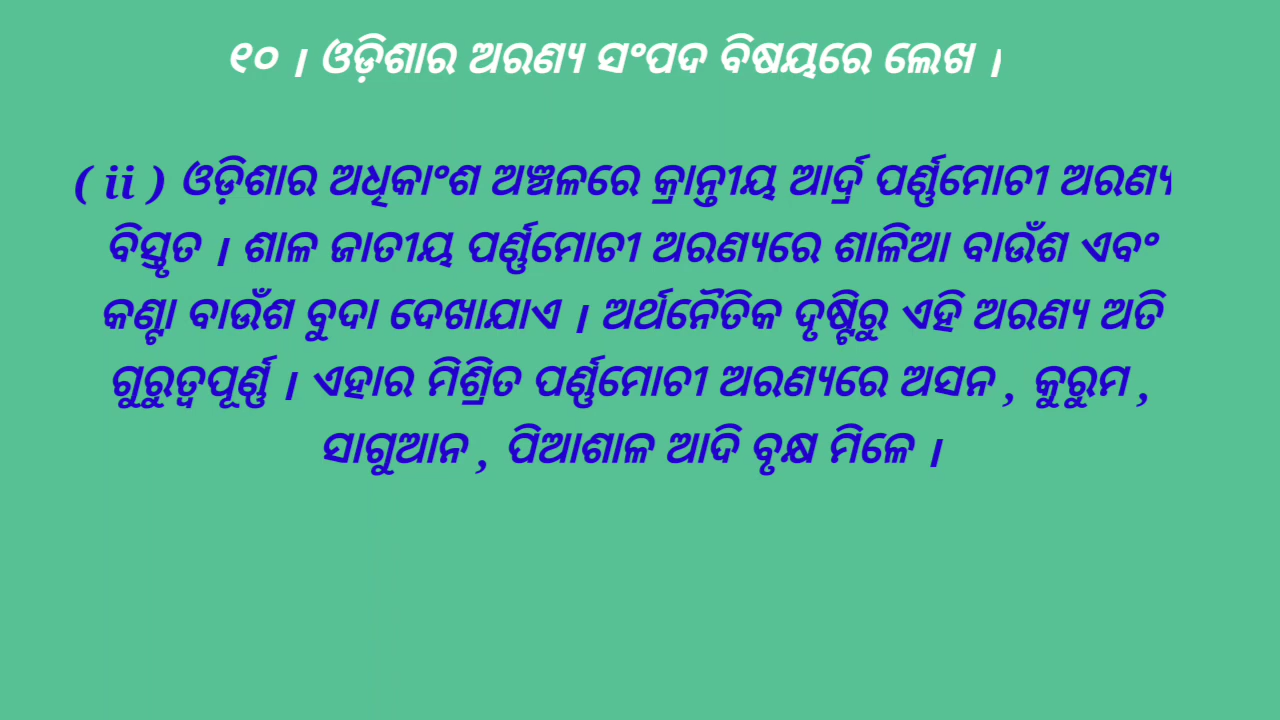 ୧୦ । ଓଡ଼ିଶାର ଅରଣ୍ୟ ସଂପଦ ବିଷୟରେ ଲେଖ ।
( ii ) ଓଡ଼ିଶାର ଅଧିକାଂଶ ଅଞ୍ଚଳରେ କ୍ରାନ୍ତୀୟ ଆର୍ଦ୍ର ପର୍ଣ୍ଣମୋଚୀ ଅରଣ୍ୟ
ବିସ୍ତୃତ । ଶାଳ ଜାତୀୟ ପର୍ଣ୍ଣମୋଚୀ ଅରଣ୍ୟରେ ଶାଳିଆ ବାଉଁଶ ଏବଂ
କଣ୍ଟା ବାଉଁଶ ବୁଦା ଦେଖାଯାଏ । ଅର୍ଥନୈତିକ ଦୃଷ୍ଟିରୁ ଏହି ଅରଣ୍ୟ ଅତି
ଗୁରୁତ୍ଵପୂର୍ଣ୍ଣ । ଏହାର ମିଶ୍ରିତ ପର୍ଣ୍ଣମୋଚୀ ଅରଣ୍ୟରେ ଅସନ , କୁରୁମ ,
ସାଗୁଆନ , ପିଆଶାଳ ଆଦି ବୃକ୍ଷ ମିଳେ ।